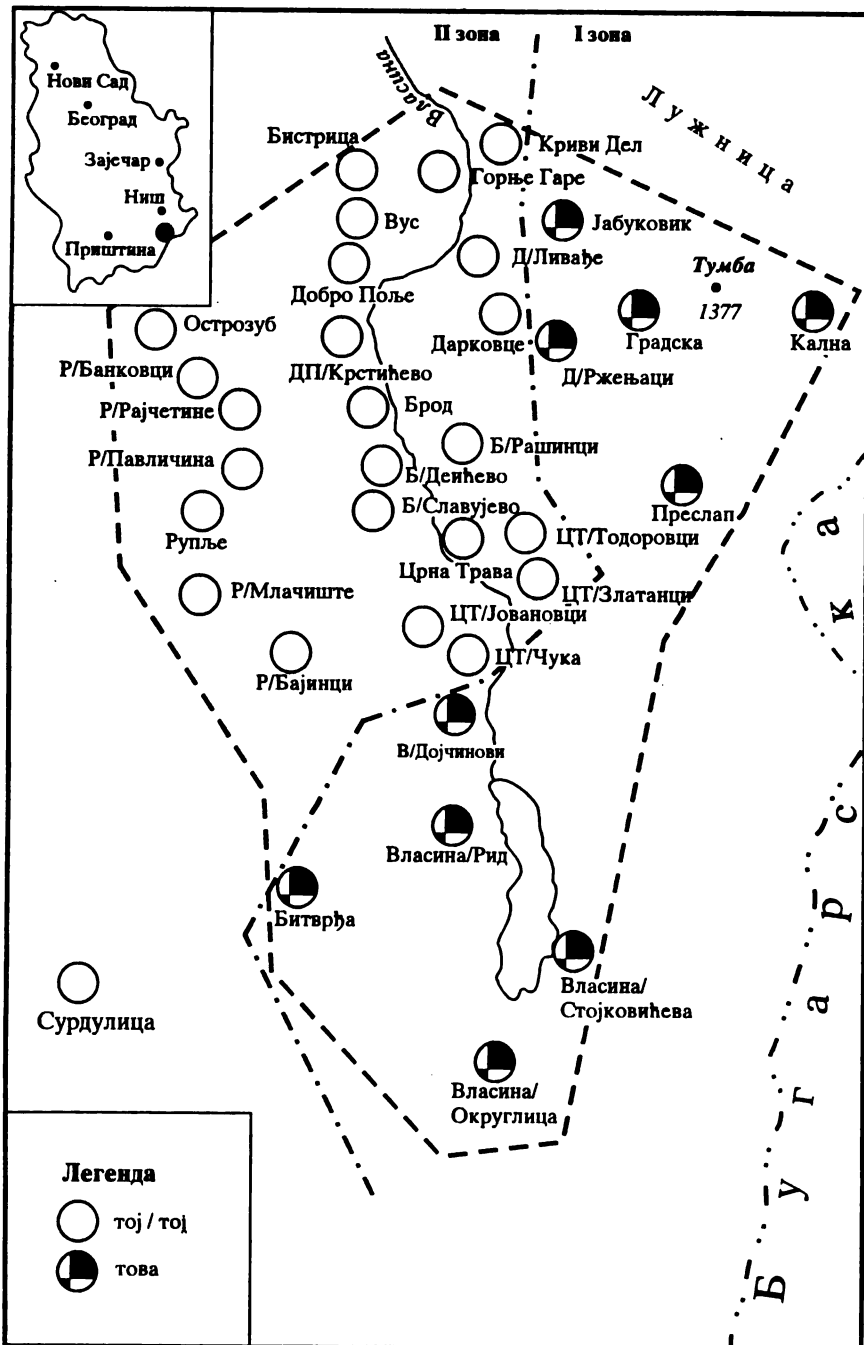 II зона
I зона
Нови Сад
Београд
Зајечар
Ниш
Приштина
Власина
Лужница
Бистрица
Криви Дел
Горње Гаре
Вус
Јабуковик
Д/Ливађе
Тумба
1377
Добро Поље
Острозуб
Дарковце
Градска
Кална
Р/Банковци
ДП/Крстићево
Д/Ржењаци
Р/Рајчетине
Брод
Б/Рашинци
Р/Павличина
Б/Деићево
Б/Славујево
Преслап
Рупље
ЦТ/Тодоровци
Црна Трава
Р/Млачиште
ЦТ/Златанци
ЦТ/Јовановци
ЦТ/Чука
Р/Бајинци
В/Дојчинови
Власина/Рид
Битврђа
Власина/
Стојковићева
Сурдулица
Власина/
Округлица
Бугарска
Легенда
тој / тој̣
това